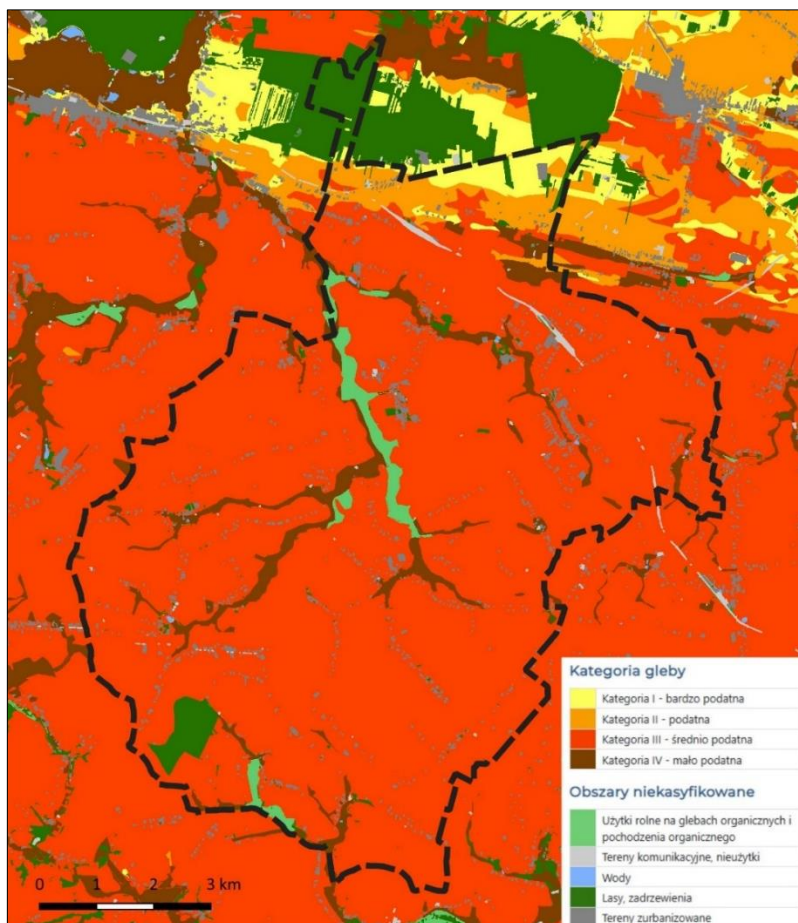 Kategoria gleby
Kategoria I - bardzo podatna
Kategoria II - podatna
Kategoria III - średnio podatna
Kategoria IV - mało podatna
Obszary niekasyfikowane
Użytki rolne na glebach organicznych i
pochodzenia organicznego
Tereny komunikacyjne, nieużytki
Wody
Lasy, zadrzewienia
Tereny zurbanizowane
0 1 2 3 km